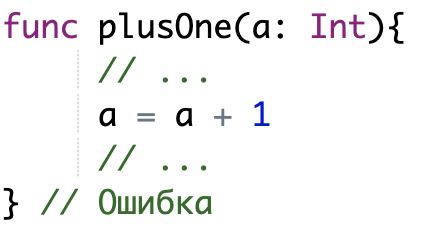 func plusOne(a: Int){
// ...
a = a + 1
// ...
} // Ошибка